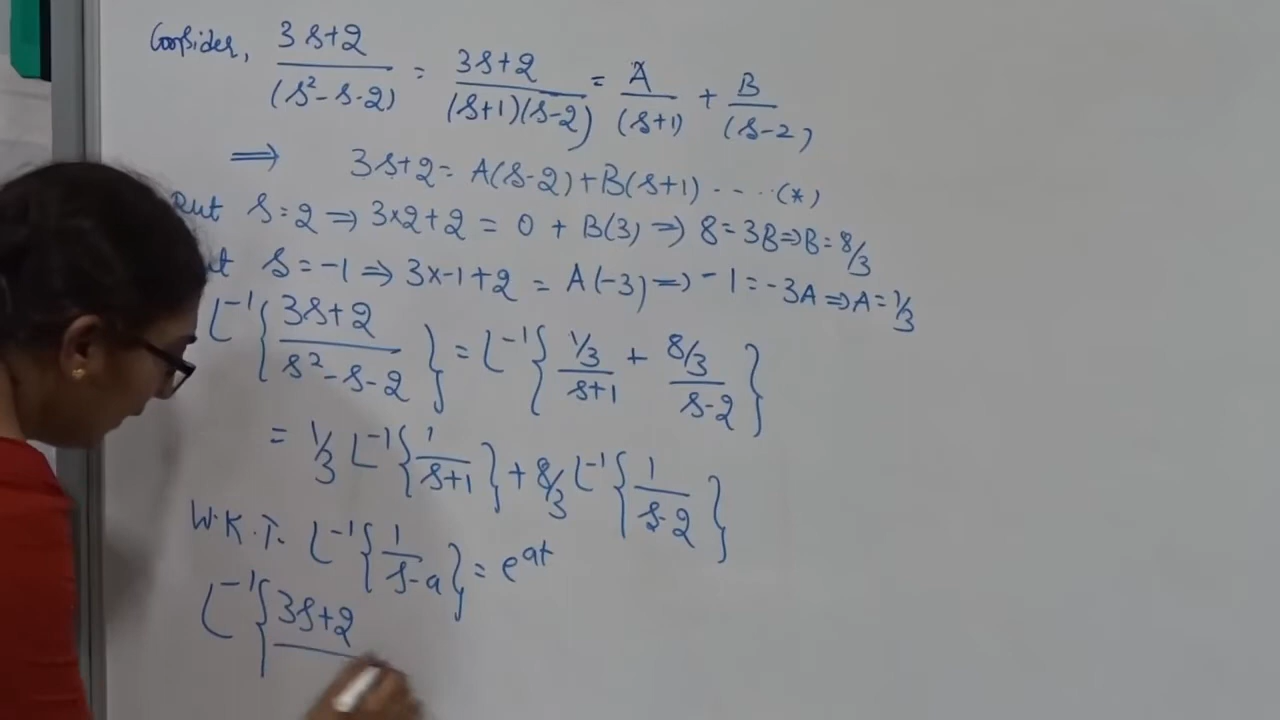 Consider, 3s+2/(s²-s-2) = 3s+2/(s+1)(s-2) = A/(s+1) + B/(s-2)
⇒ 3s+2 = A(s-2)+B(s+1) .... (*)
Put s=2 ⇒ 3×2+2 = 0 + B(3) ⇒ 8=3B ⇒ B=8/3
s=-1 ⇒ 3×-1+2 = A(-3) ⇒ -1=-3A ⇒ A=1/3
L⁻¹{3s+2/s²-s-2} = L⁻¹{1/3/s+1 + 8/3/s-2}
= 1/3 L⁻¹{1/s+1} + 8/3 L⁻¹{1/s-2}
W.K.T. L⁻¹{1/s-a} = e^at
L⁻¹{3s+2